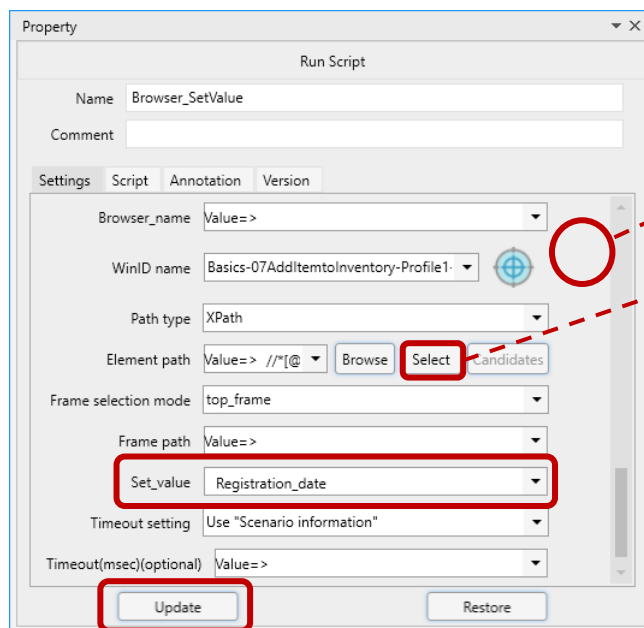 Property
Run Script
Name Browser_SetValue
Comment
Settings Script Annotation Version
Browser_name Value=>
WinID name Basics-07AddItemtoInventory-Profile1-
Path type XPath
Element path Value=> //*[@ Browse Select Candidates
Frame selection mode top_frame
Frame path Value=>
Set_value Registration_date
Timeout setting Use "Scenario information"
Timeout(msec)(optional) Value=>
Update Restore